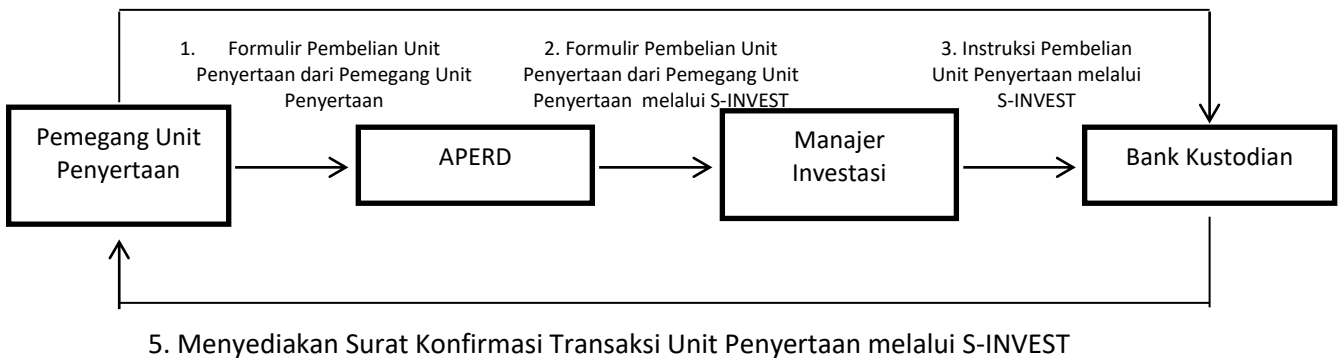 1. Formulir Pembelian Unit
Penyertaan dari Pemegang Unit
Penyertaan
2. Formulir Pembelian Unit
Penyertaan dari Pemegang Unit
Penyertaan melalui S-INVEST
3. Instruksi Pembelian
Unit Penyertaan melalui
S-INVEST
Pemegang Unit
Penyertaan
APERD
Manajer
Investasi
Bank Kustodian
5. Menyediakan Surat Konfirmasi Transaksi Unit Penyertaan melalui S-INVEST